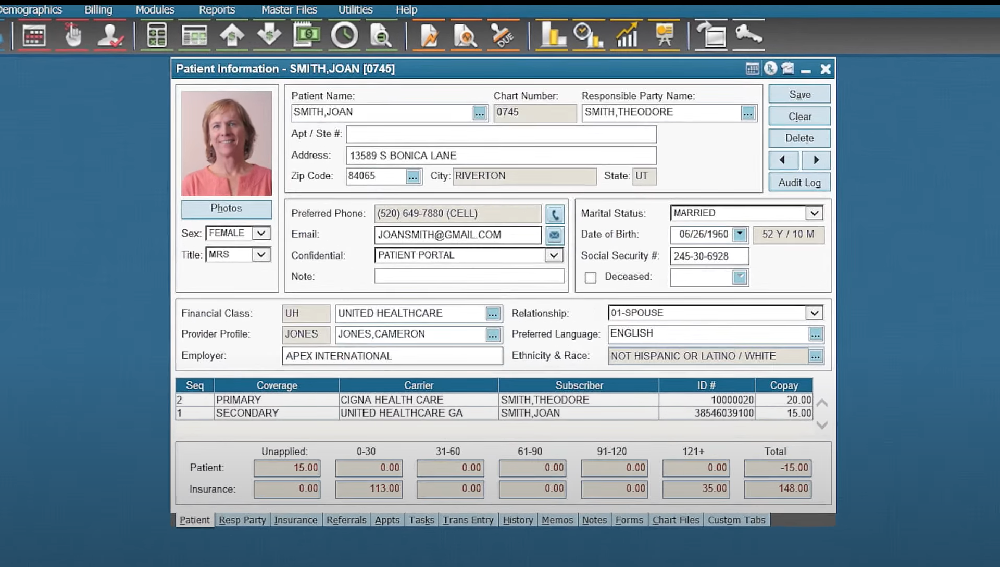 Demographics Billing Modules Reports Master Files Utilities Help
DUE
Patient Information - SMITH,JOAN [0745]
Patient Name: Chart Number: Responsible Party Name:
SMITH,JOAN ... 0745 SMITH,THEODORE ...
Apt / Ste #:
Address: 13589 S BONICA LANE
Zip Code: 84065 ... City: RIVERTON State: UT
Save
Clear
Delete
Audit Log
Photos
Sex: FEMALE
Title: MRS
Preferred Phone: (520) 649-7880 (CELL)
Email: JOANSMITH@GMAIL.COM
Confidential: PATIENT PORTAL
Note:
Marital Status: MARRIED
Date of Birth: 06/26/1960 52 Y / 10 M
Social Security #: 245-30-6928
Deceased:
Financial Class: UH UNITED HEALTHCARE ... Relationship: 01-SPOUSE
Provider Profile: JONES JONES,CAMERON ... Preferred Language: ENGLISH ...
Employer: APEX INTERNATIONAL Ethnicity & Race: NOT HISPANIC OR LATINO / WHITE ...
Seq Coverage Carrier Subscriber ID # Copay
2 PRIMARY CIGNA HEALTH CARE SMITH,THEODORE 10000020 20.00
1 SECONDARY UNITED HEALTHCARE GA SMITH,JOAN 38546039100 15.00
Unapplied: 0-30 31-60 61-90 91-120 121+ Total
Patient: 15.00 0.00 0.00 0.00 0.00 0.00 -15.00
Insurance: 0.00 113.00 0.00 0.00 0.00 35.00 148.00
Patient Resp Party Insurance Referrals Appts Tasks Trans Entry History Memos Notes Forms Chart Files Custom Tabs